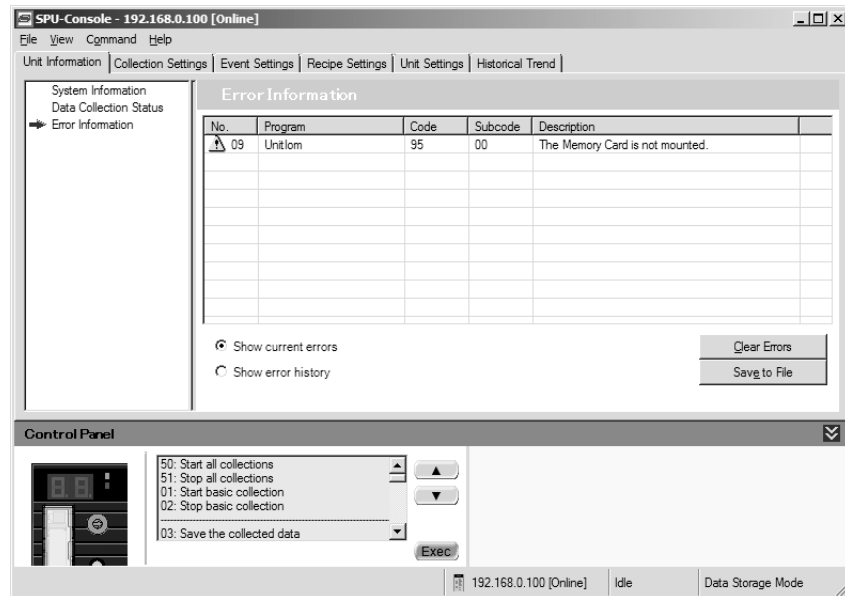 SPU-Console - 192.168.0.100 [Online]
File View Command Help
Unit Information Collection Settings Event Settings Recipe Settings Unit Settings Historical Trend
System Information
Data Collection Status
Error Information
Error Information
No. Program Code Subcode Description
09 UnitIom 95 00 The Memory Card is not mounted.
Show current errors
Show error history
Clear Errors
Save to File
Control Panel
50: Start all collections
51: Stop all collections
01: Start basic collection
02: Stop basic collection
03: Save the collected data
Exec
8.8.
192.168.0.100 [Online] Idle Data Storage Mode